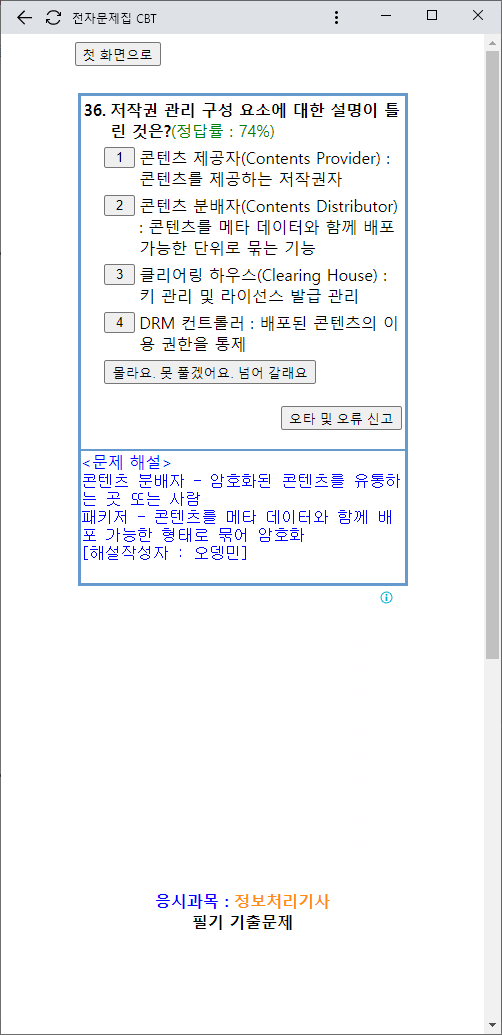 전자문제집 CBT
첫 화면으로
36. 저작권 관리 구성 요소에 대한 설명이 틀
린 것은?(정답률 : 74%)
1 콘텐츠 제공자(Contents Provider) :
콘텐츠를 제공하는 저작권자
2 콘텐츠 분배자(Contents Distributor)
: 콘텐츠를 메타 데이터와 함께 배포
가능한 단위로 묶는 기능
3 클리어링 하우스(Clearing House) :
키 관리 및 라이선스 발급 관리
4 DRM 컨트롤러 : 배포된 콘텐츠의 이
용 권한을 통제
몰라요. 못 풀겠어요. 넘어 갈래요
오타 및 오류 신고
<문제 해설>
콘텐츠 분배자 - 암호화된 콘텐츠를 유통하
는 곳 또는 사람
패키저 - 콘텐츠를 메타 데이터와 함께 배
포 가능한 형태로 묶어 암호화
[해설작성자 : 오뎅민]
응시과목 : 정보처리기사
필기 기출문제